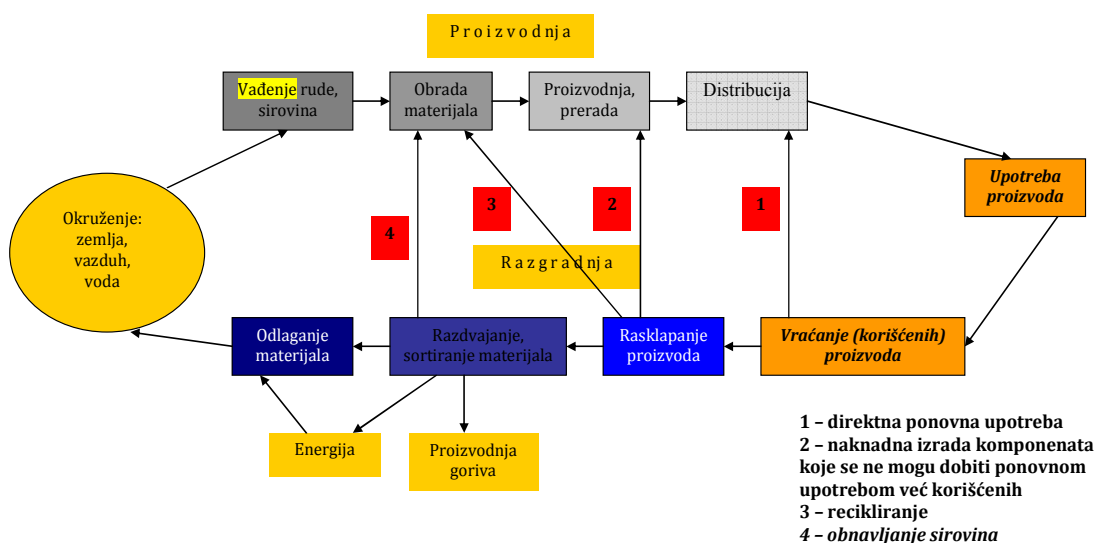 P r o i z v o d nj a
Vađenje rude,
sirovina
Obrada
materijala
Proizvodnja,
prerada
Distribucija
Upotreba
proizvoda
Okruženje:
zemlja,
vazduh,
voda
4
3
2
1
R a z g r a d nj a
Odlaganje
materijala
Razdvajanje,
sortiranje materijala
Rasklapanje
proizvoda
Vraćanje (korišćenih)
proizvoda
Energija
Proizvodnja
goriva
1 – direktna ponovna upotreba
2 – naknadna izrada komponenata
koje se ne mogu dobiti ponovnom
upotrebom već korišćenih
3 – recikliranje
4 – obnavljanje sirovina